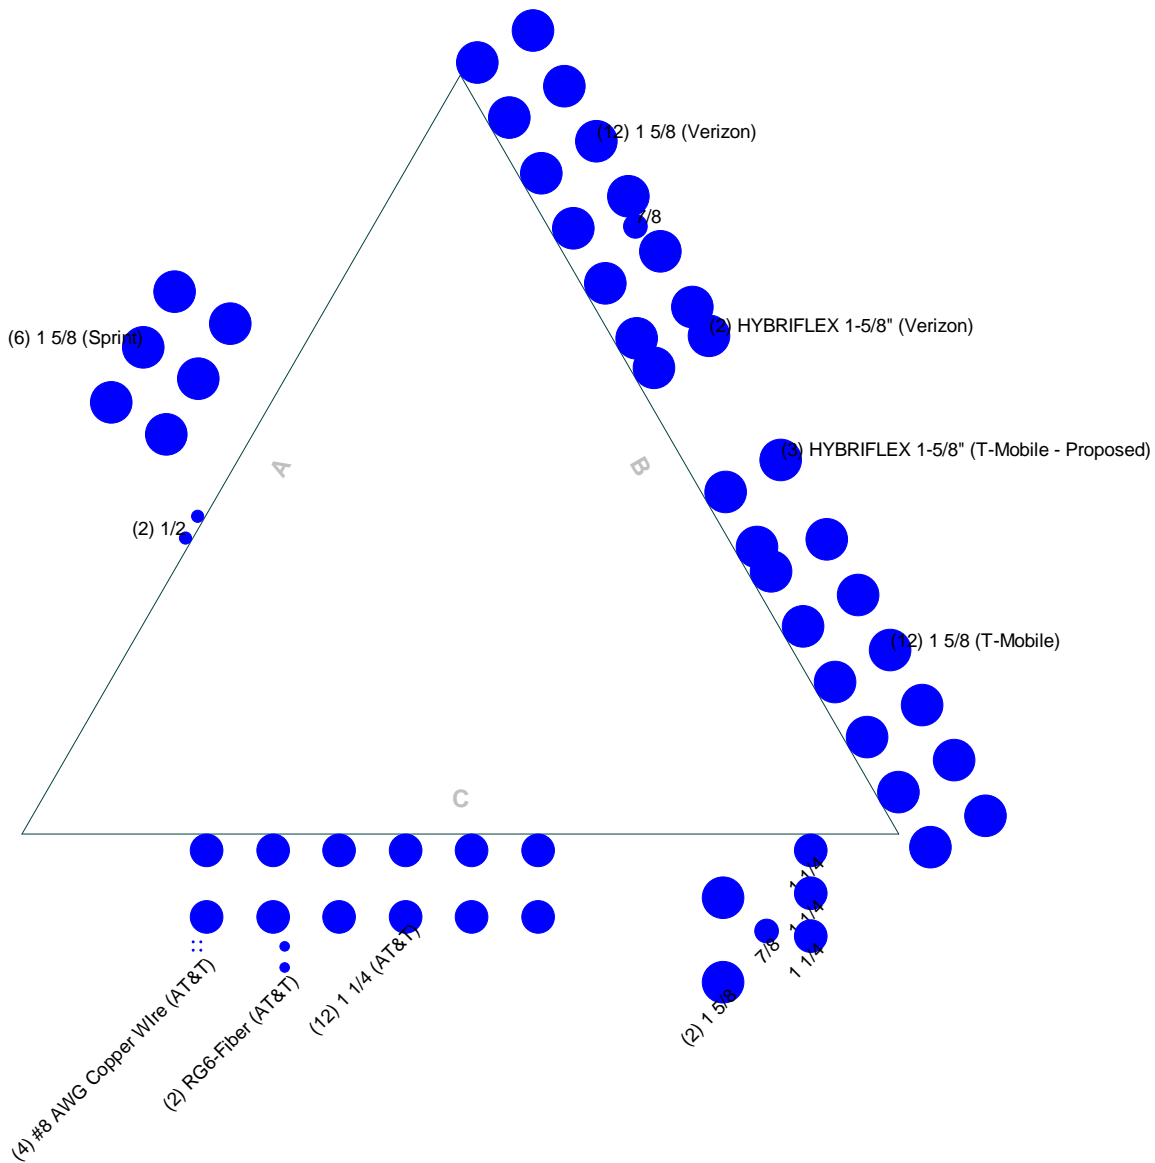 (12) 1 5/8 (Verizon)
7/8
(2) HYBRIFLEX 1-5/8" (Verizon)
(6) 1 5/8 (Sprint)
(3) HYBRIFLEX 1-5/8" (T-Mobile - Proposed)
A
B
(2) 1/2
(12) 1 5/8 (T-Mobile)
C
1 1/4
1 1/4
1 1/4
7/8
(2) 1 5/8
(12) 1 1/4 (AT&T)
(2) RG6-Fiber (AT&T)
(4) #8 AWG Copper WIre (AT&T)